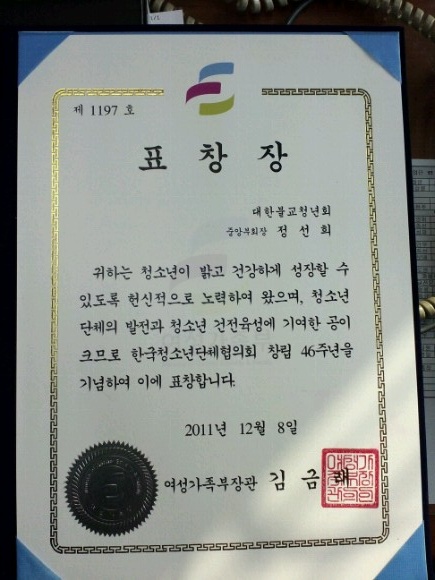 제 1197 호
표 창 장
대한불교청년회
중앙부회장 정 선 희
귀하는 청소년이 밝고 건강하게 성장할 수
있도록 헌신적으로 노력하여 왔으며, 청소년
단체의 발전과 청소년 건전육성에 기여한 공이
크므로 한국청소년단체협의회 창립 46주년을
기념하여 이에 표창합니다.
2011년 12월 8일
여성가족부장관 김 금 래